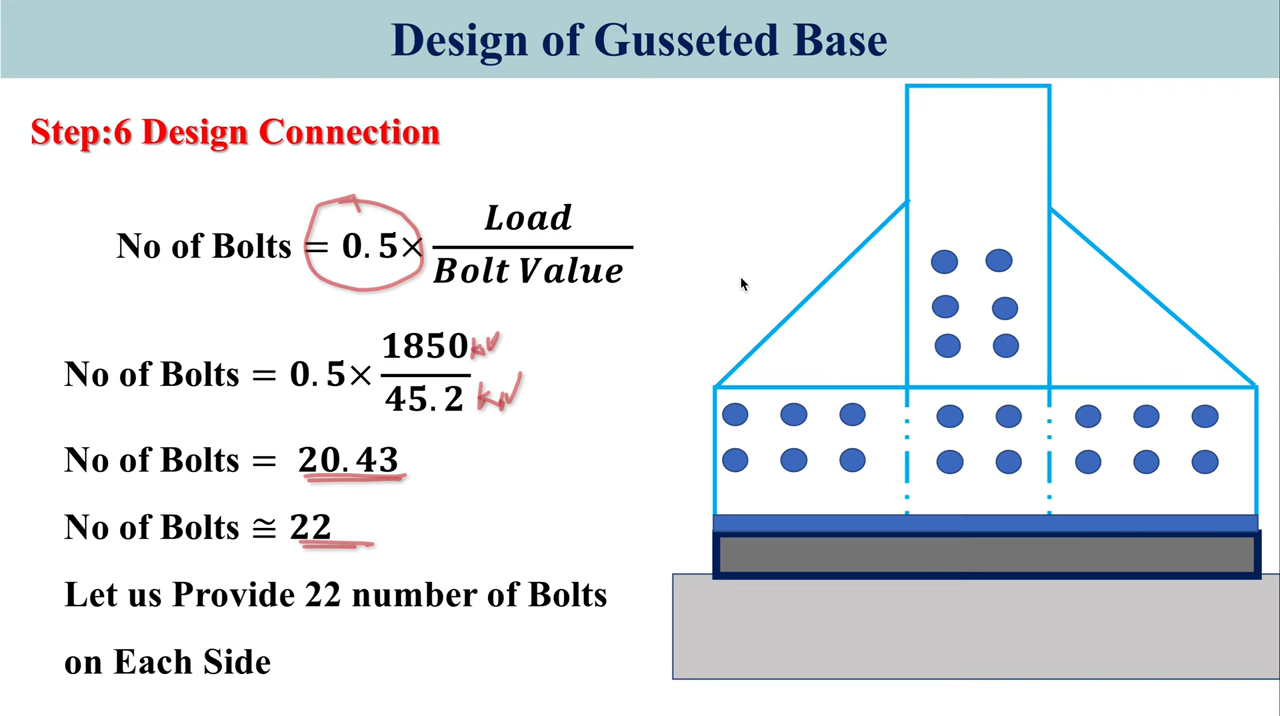 Design of Gusseted Base
Step:6 Design Connection
No of Bolts = 0.5× Load / Bolt Value
No of Bolts = 0.5× 1850 kN / 45.2 kN
No of Bolts = 20.43
No of Bolts ≅ 22
Let us Provide 22 number of Bolts
on Each Side